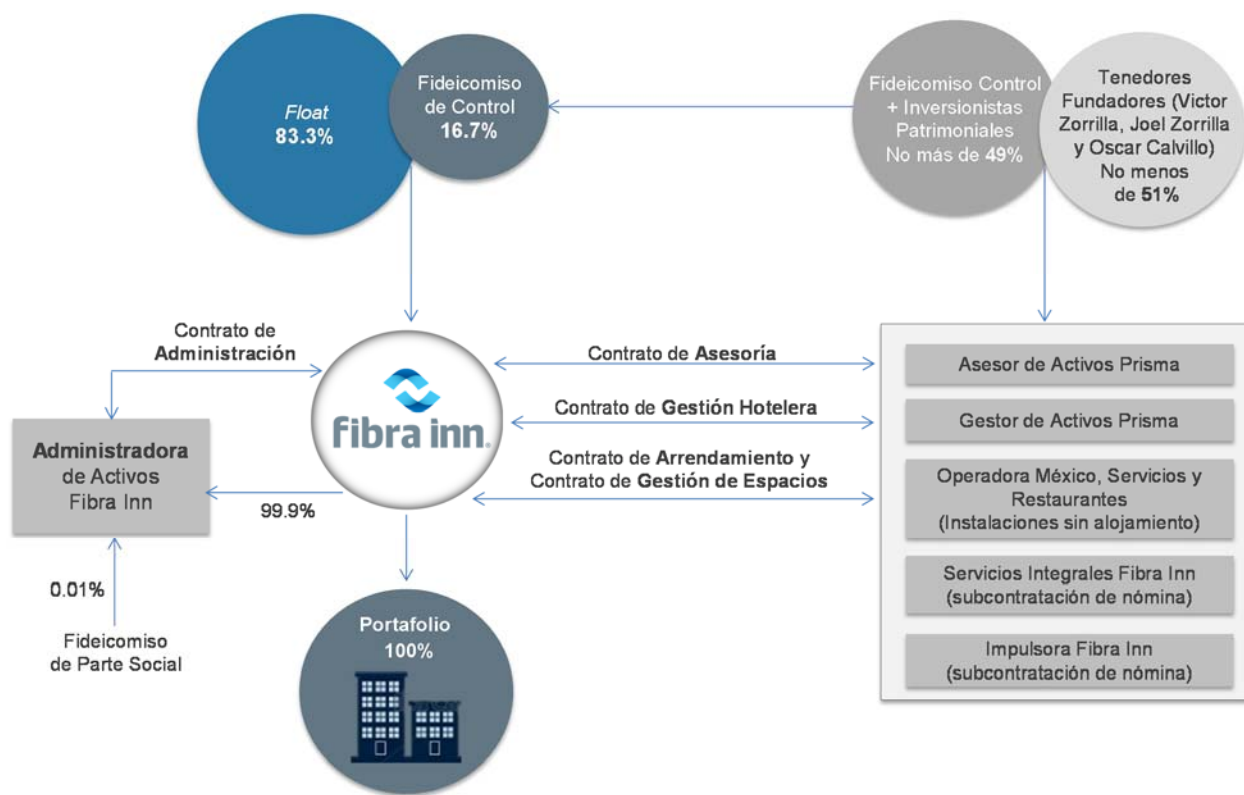 Float
83.3%
Fideicomiso
de Control
16.7%
Fideicomiso Control
+ Inversionistas
Patrimoniales
No más de 49%
Tenedores
Fundadores (Victor
Zorrilla, Joel Zorrilla
y Oscar Calvillo)
No menos
de 51%
Contrato de
Administración
fibra inn®
Contrato de Asesoría
Contrato de Gestión Hotelera
Contrato de Arrendamiento y
Contrato de Gestión de Espacios
Administradora
de Activos
Fibra Inn
99.9%
0.01%
Fideicomiso
de Parte Social
Portafolio
100%
Asesor de Activos Prisma
Gestor de Activos Prisma
Operadora México, Servicios y
Restaurantes
(Instalaciones sin alojamiento)
Servicios Integrales Fibra Inn
(subcontratación de nómina)
Impulsora Fibra Inn
(subcontratación de nómina)